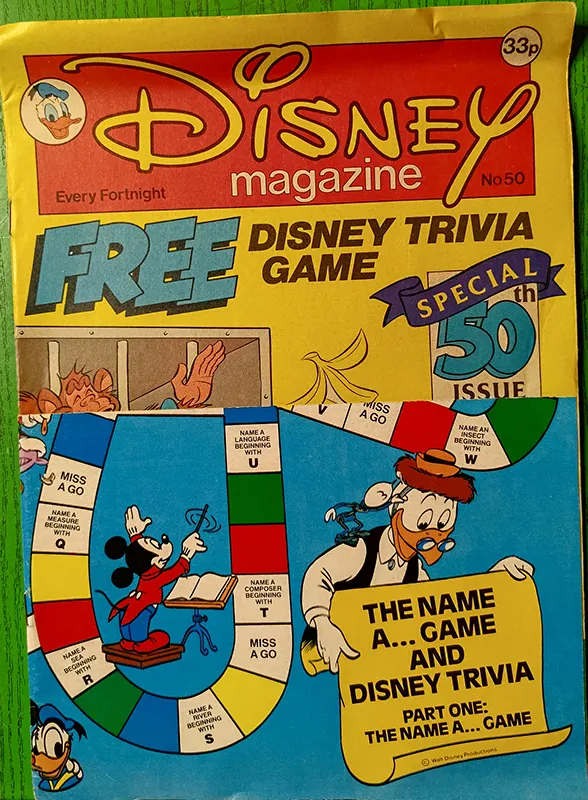 33p
DISNEY
magazine
Every Fortnight
No 50
FREE
DISNEY TRIVIA
GAME
SPECIAL
50th
ISSUE
V
MISS
A GO
NAME AN
INSECT
BEGINNING
WITH
W
NAME A
LANGUAGE
BEGINNING
WITH
U
MISS
A GO
NAME A
MEASURE
BEGINNING
WITH
Q
NAME A
COMPOSER
BEGINNING
WITH
T
MISS
A GO
NAME A
SEA
BEGINNING
WITH
R
NAME A
RIVER
BEGINNING
WITH
S
THE NAME
A... GAME
AND
DISNEY TRIVIA
PART ONE:
THE NAME A... GAME
© Walt Disney Productions.